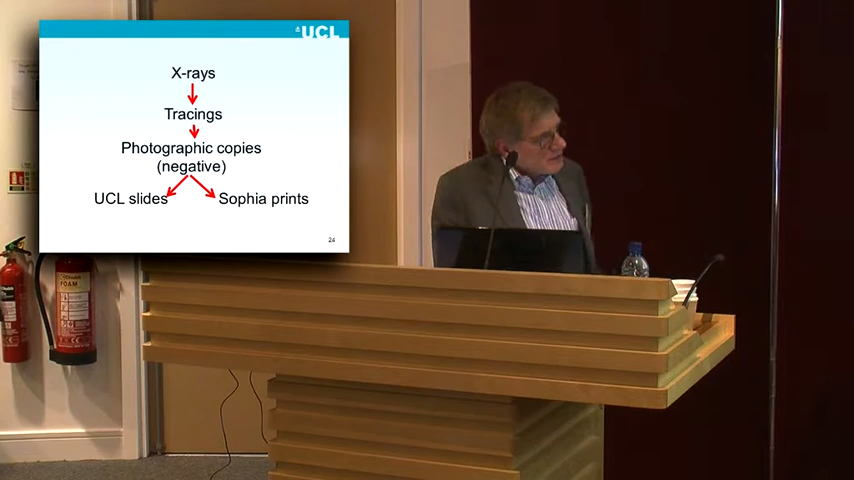 UCL
X-rays
Tracings
Photographic copies
(negative)
UCL slides
Sophia prints
24
FOAM